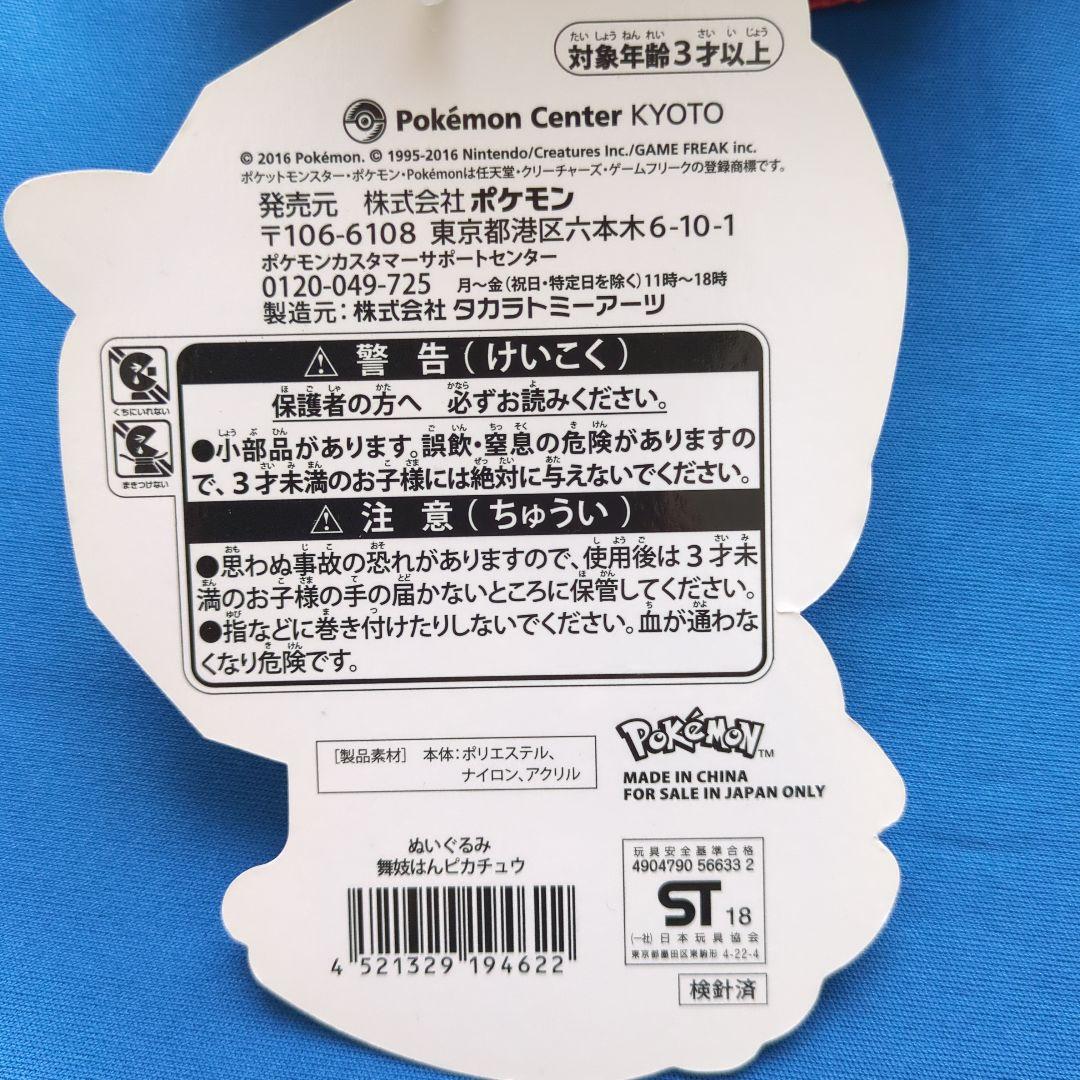 対象年齢3才以上
Pokémon Center KYOTO
© 2016 Pokémon. © 1995-2016 Nintendo/Creatures Inc./GAME FREAK inc.
ポケットモンスター・ポケモン・Pokémonは任天堂・クリーチャーズ・ゲームフリークの登録商標です。
発売元 株式会社ポケモン
〒106-6108 東京都港区六本木6-10-1
ポケモンカスタマーサポートセンター
0120-049-725 月〜金(祝日・特定日を除く)11時〜18時
製造元:株式会社 タカラトミーアーツ
くちにいれない
まきつけない
⚠ 警告(けいこく)
保護者の方へ 必ずお読みください。
●小部品があります。誤飲・窒息の危険がありますの
で、3才未満のお子様には絶対に与えないでください。
⚠ 注意(ちゅうい)
●思わぬ事故の恐れがありますので、使用後は3才未
満のお子様の手の届かないところに保管してください。
●指などに巻き付けたりしないでください。血が通わな
くなり危険です。
[製品素材] 本体:ポリエステル、
ナイロン、アクリル
POKéMON™
MADE IN CHINA
FOR SALE IN JAPAN ONLY
ぬいぐるみ
舞妓はんピカチュウ
4 521329 194622
玩具安全基準合格
4904790 56633 2
ST 18
(一社)日本玩具協会
東京都墨田区東駒形 4-22-4
検針済